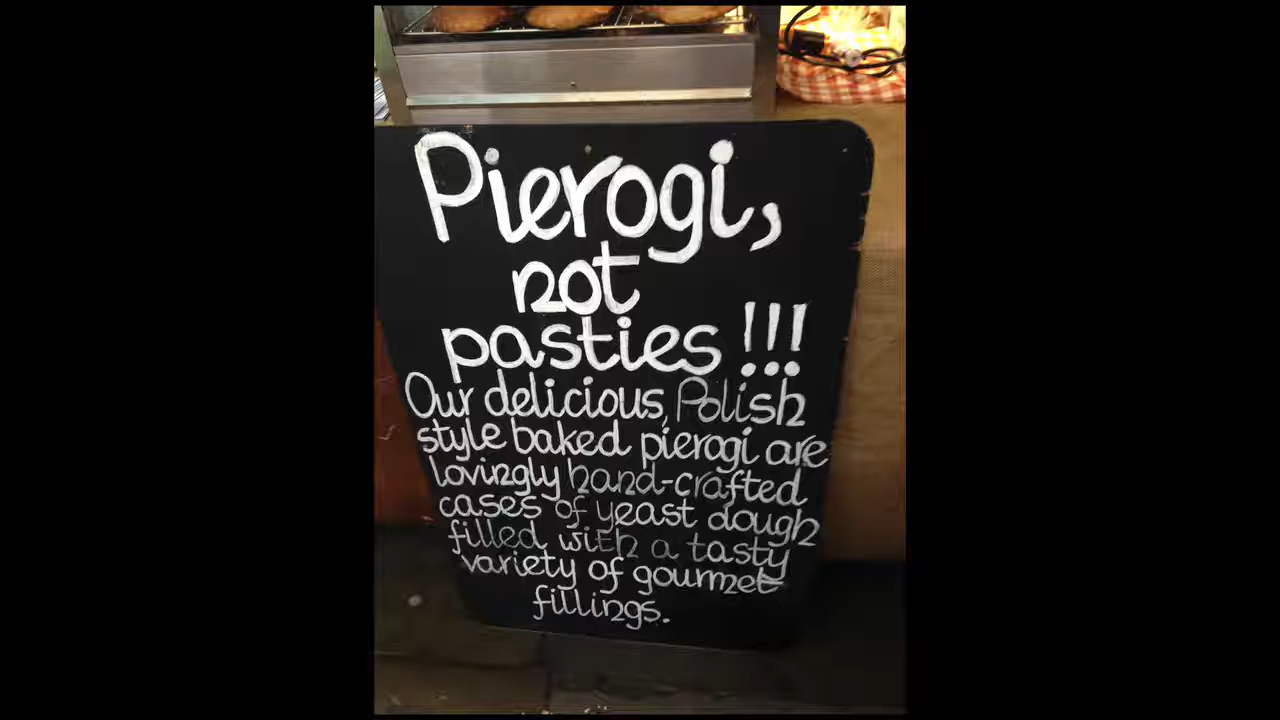 Pierogi,
not
pasties !!!
Our delicious, Polish
style baked pierogi are
lovingly hand-crafted
cases of yeast dough
filled with a tasty
variety of gourmet
fillings.